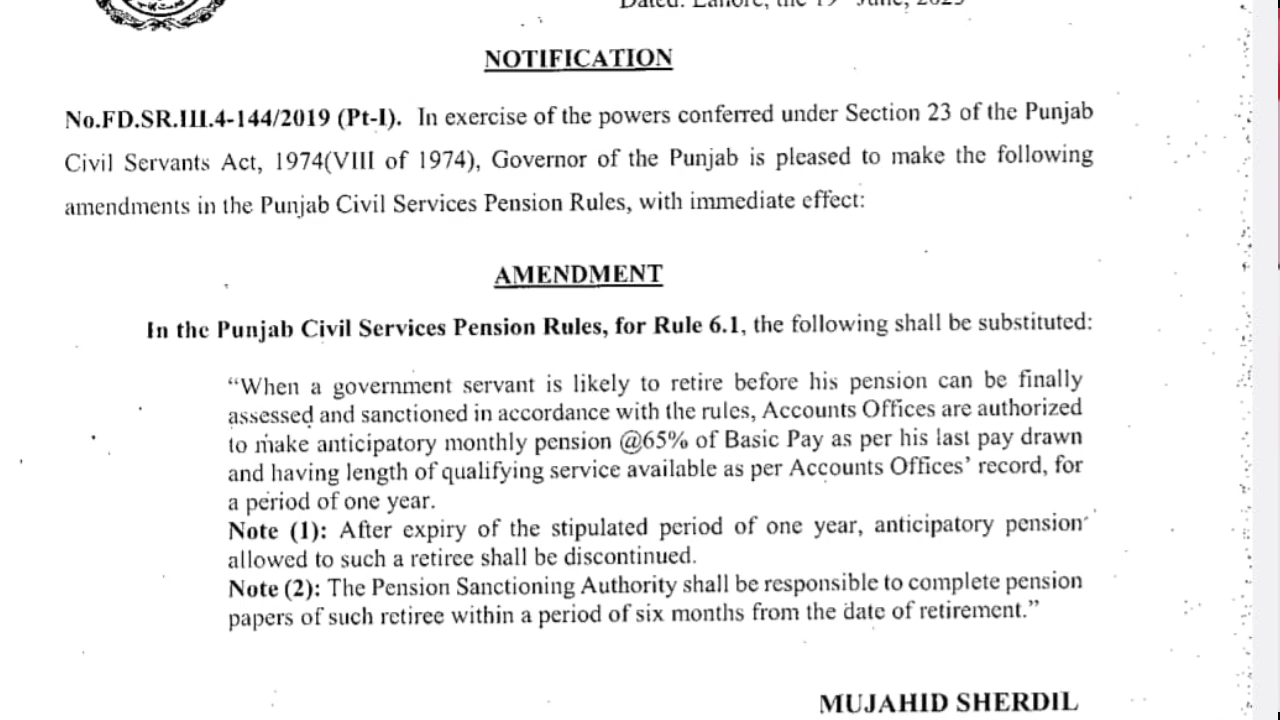 Dated: Lahore, the 19 June, 2023
NOTIFICATION
No.FD.SR.III.4-144/2019 (Pt-I). In exercise of the powers conferred under Section 23 of the Punjab
Civil Servants Act, 1974(VIII of 1974), Governor of the Punjab is pleased to make the following
amendments in the Punjab Civil Services Pension Rules, with immediate effect:
AMENDMENT
In the Punjab Civil Services Pension Rules, for Rule 6.1, the following shall be substituted:
“When a government servant is likely to retire before his pension can be finally
assessed and sanctioned in accordance with the rules, Accounts Offices are authorized
to make anticipatory monthly pension @65% of Basic Pay as per his last pay drawn
and having length of qualifying service available as per Accounts Offices’ record, for
a period of one year.
Note (1): After expiry of the stipulated period of one year, anticipatory pension
allowed to such a retiree shall be discontinued.
Note (2): The Pension Sanctioning Authority shall be responsible to complete pension
papers of such retiree within a period of six months from the date of retirement.”
MUJAHID SHERDIL